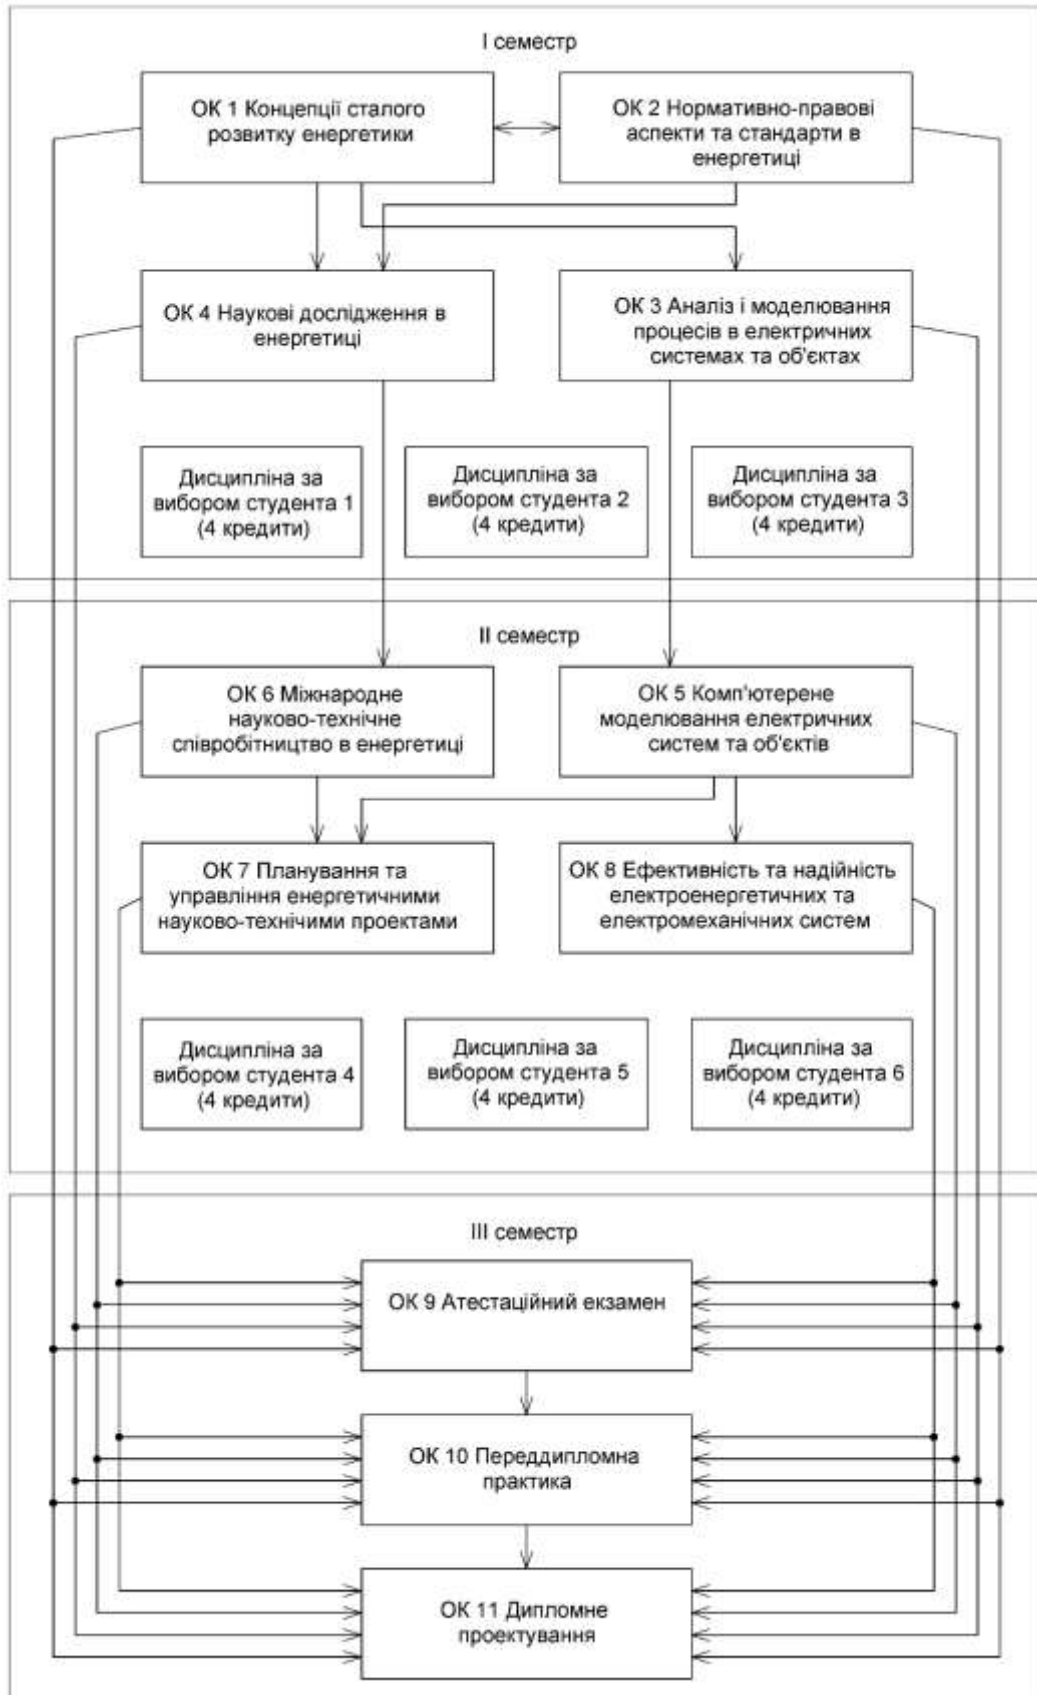 I семестр
ОК 1 Концепції сталого
розвитку енергетики
ОК 2 Нормативно-правові
аспекти та стандарти в
енергетиці
ОК 4 Наукові дослідження в
енергетиці
ОК 3 Аналіз і моделювання
процесів в електричних
системах та об'єктах
Дисципліна за
вибором студента 1
(4 кредити)
Дисципліна за
вибором студента 2
(4 кредити)
Дисципліна за
вибором студента 3
(4 кредити)
II семестр
ОК 6 Міжнародне
науково-технічне
співробітництво в енергетиці
ОК 5 Комп'ютерене
моделювання електричних
систем та об'єктів
ОК 7 Планування та
управління енергетичними
науково-технічими проектами
ОК 8 Ефективність та надійність
електроенергетичних та
електромеханічних систем
Дисципліна за
вибором студента 4
(4 кредити)
Дисципліна за
вибором студента 5
(4 кредити)
Дисципліна за
вибором студента 6
(4 кредити)
III семестр
ОК 9 Атестаційний екзамен
ОК 10 Переддипломна
практика
ОК 11 Дипломне
проектування